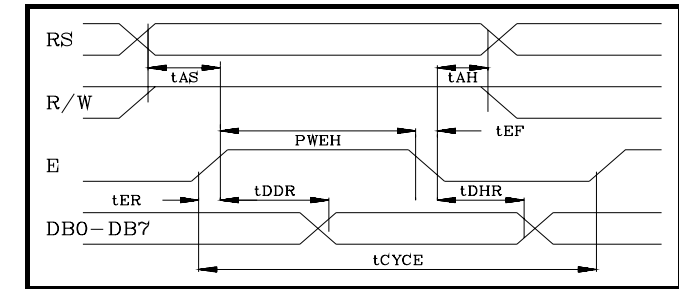 RS
tAS
tAH
R/W
PWEH
tEF
E
tER
tDDR
tDHR
DB0-DB7
tCYCE